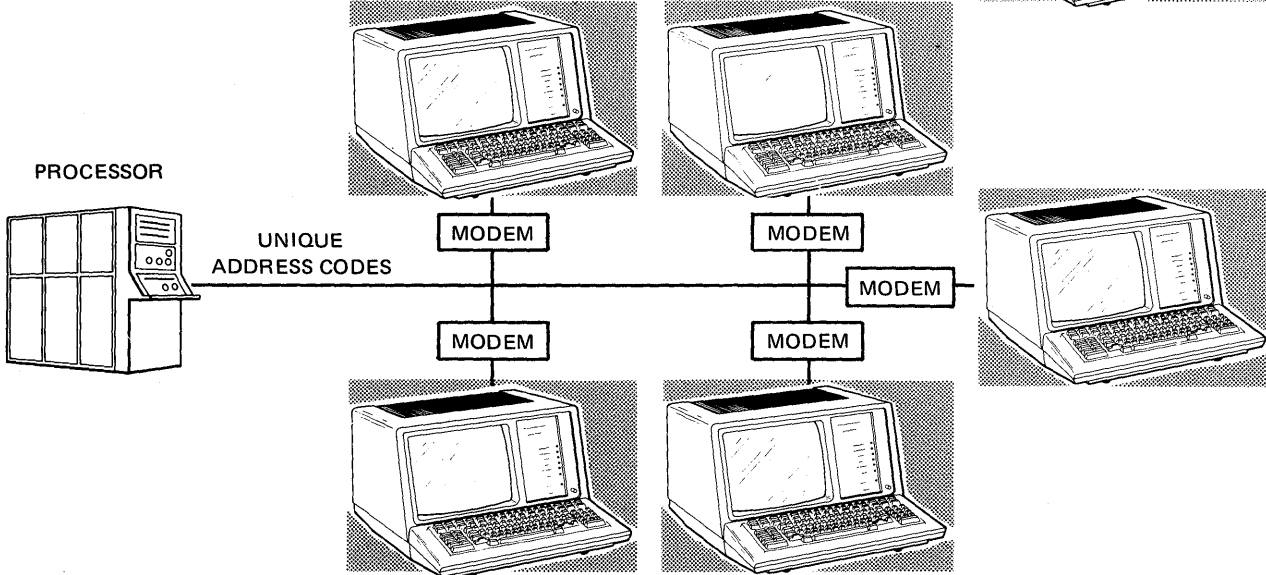 PROCESSOR
UNIQUE
ADDRESS CODES
MODEM
MODEM
MODEM
MODEM
MODEM